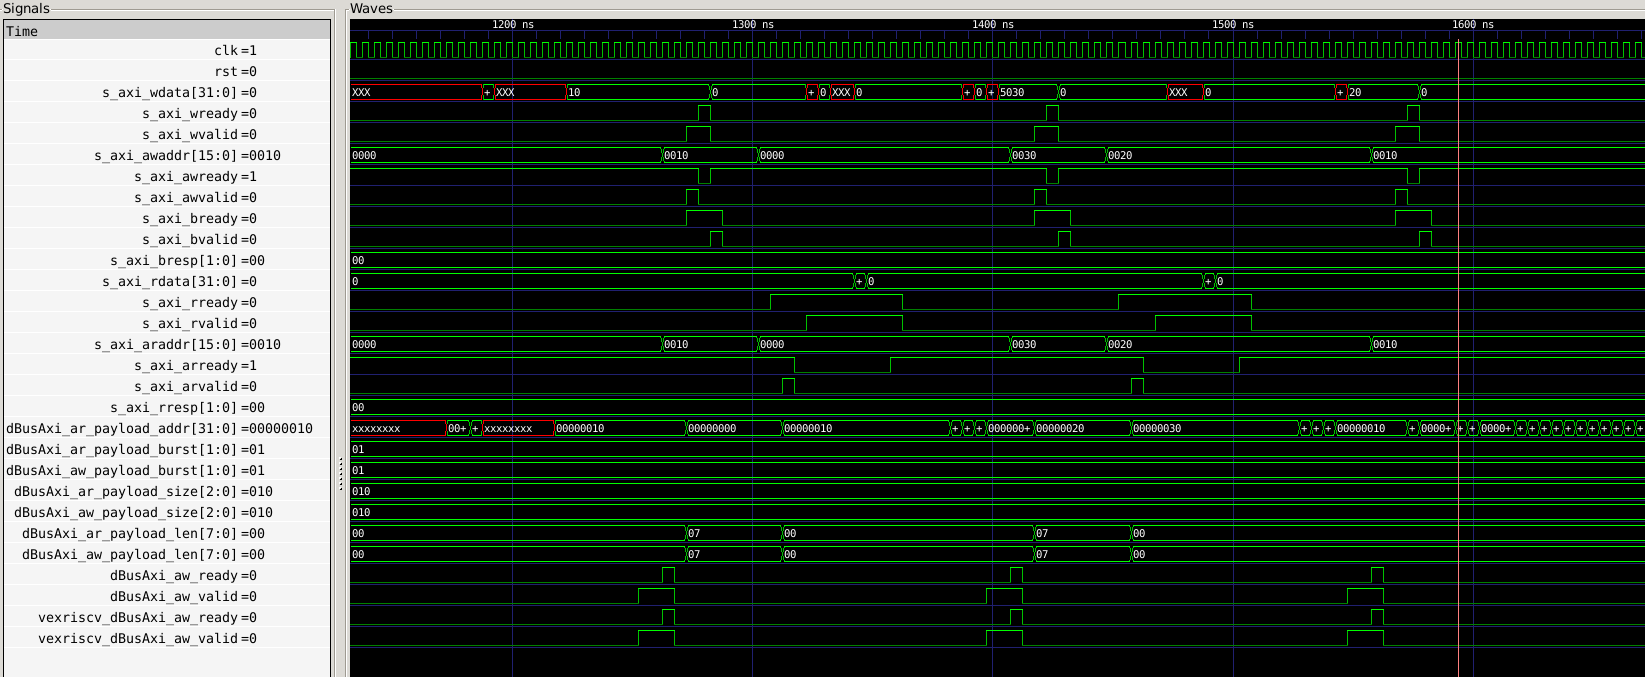 Signals
Waves
Time
1200 ns 1300 ns 1400 ns 1500 ns 1600 ns
clk =1
rst =0
s_axi_wdata[31:0] =0 XXX + XXX 10 0 + 0 XXX 0 + 0 + 5030 0 XXX 0 + 20 0
s_axi_wready =0
s_axi_wvalid =0
s_axi_awaddr[15:0] =0010 0000 0010 0000 0030 0020 0010
s_axi_awready =1
s_axi_awvalid =0
s_axi_bready =0
s_axi_bvalid =0
s_axi_bresp[1:0] =00 00
s_axi_rdata[31:0] =0 0 + 0 + 0
s_axi_rready =0
s_axi_rvalid =0
s_axi_araddr[15:0] =0010 0000 0010 0000 0030 0020 0010
s_axi_arready =1
s_axi_arvalid =0
s_axi_rresp[1:0] =00 00
dBusAxi_ar_payload_addr[31:0] =00000010 xxxxxxxx 00+ + xxxxxxxx 00000010 00000000 00000010 + + + 000000+ 00000020 00000030 + + + 00000010 + 0000+ + + 0000+ + + + + + + + + + + +
dBusAxi_ar_payload_burst[1:0] =01 01
dBusAxi_aw_payload_burst[1:0] =01 01
dBusAxi_ar_payload_size[2:0] =010 010
dBusAxi_aw_payload_size[2:0] =010 010
dBusAxi_ar_payload_len[7:0] =00 00 07 00 07 00
dBusAxi_aw_payload_len[7:0] =00 00 07 00 07 00
dBusAxi_aw_ready =0
dBusAxi_aw_valid =0
vexriscv_dBusAxi_aw_ready =0
vexriscv_dBusAxi_aw_valid =0